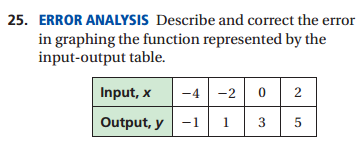 25. ERROR ANALYSIS Describe and correct the error
in graphing the function represented by the
input-output table.
Input, x −4 −2 0 2
Output, y −1 1 3 5